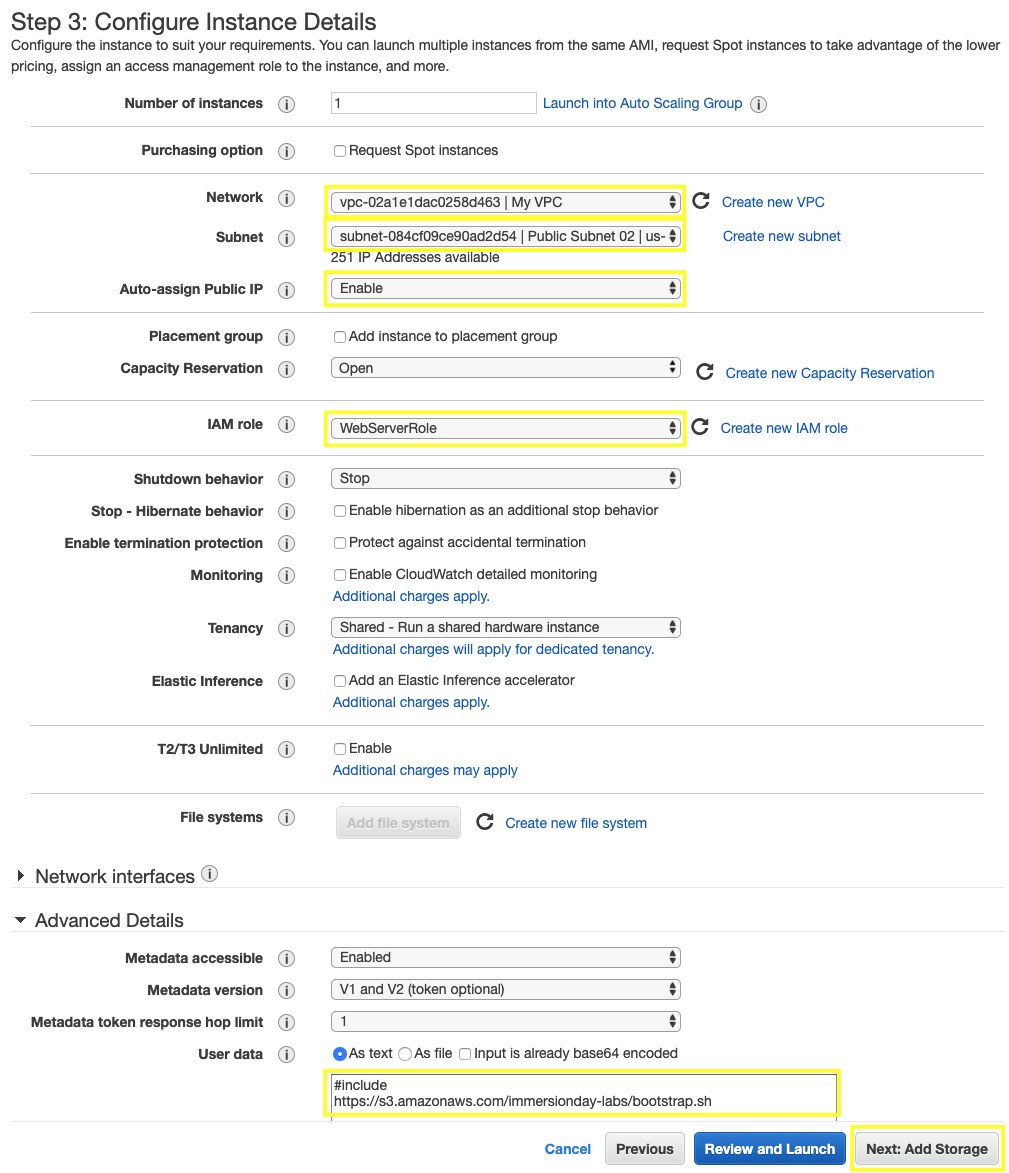 Step 3: Configure Instance Details
Configure the instance to suit your requirements. You can launch multiple instances from the same AMI, request Spot instances to take advantage of the lower
pricing, assign an access management role to the instance, and more.
Number of instances i 1 Launch into Auto Scaling Group i
Purchasing option i Request Spot instances
Network i vpc-02a1e1dac0258d463 | My VPC Create new VPC
Subnet i subnet-084cf09ce90ad2d54 | Public Subnet 02 | us- Create new subnet
251 IP Addresses available
Auto-assign Public IP i Enable
Placement group i Add instance to placement group
Capacity Reservation i Open Create new Capacity Reservation
IAM role i WebServerRole Create new IAM role
Shutdown behavior i Stop
Stop - Hibernate behavior i Enable hibernation as an additional stop behavior
Enable termination protection i Protect against accidental termination
Monitoring i Enable CloudWatch detailed monitoring
Additional charges apply.
Tenancy i Shared - Run a shared hardware instance
Additional charges will apply for dedicated tenancy.
Elastic Inference i Add an Elastic Inference accelerator
Additional charges apply.
T2/T3 Unlimited i Enable
Additional charges may apply
File systems i Add file system Create new file system
Network interfaces i
Advanced Details
Metadata accessible i Enabled
Metadata version i V1 and V2 (token optional)
Metadata token response hop limit i 1
User data i As text As file Input is already base64 encoded
#include
https://s3.amazonaws.com/immersionday-labs/bootstrap.sh
Cancel Previous Review and Launch Next: Add Storage